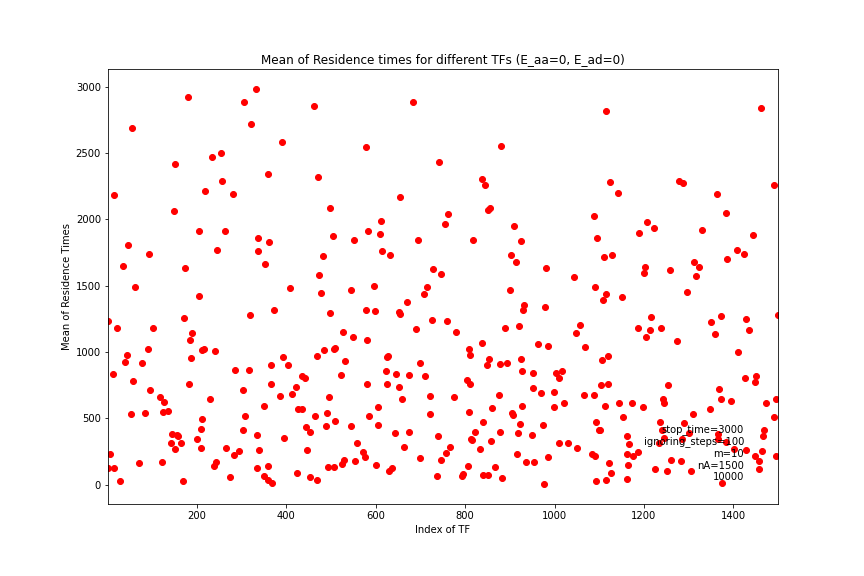 Mean of Residence times for different TFs (E_aa=0, E_ad=0)
3000
2500
2000
1500
1000
500
0
Mean of Residence Times
stop_time=3000
ignoring_steps=100
m=10
nA=1500
10000
200
400
600
800
1000
1200
1400
Index of TF